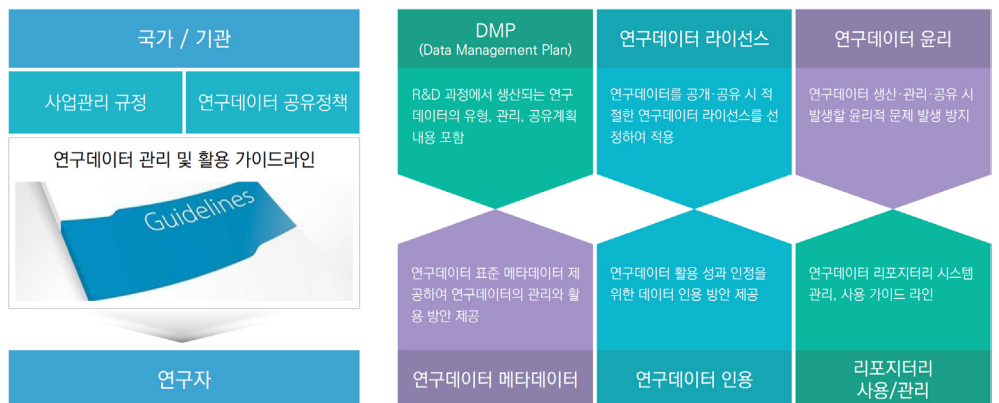 국가 / 기관
사업관리 규정
연구데이터 공유정책
연구데이터 관리 및 활용 가이드라인
Guidelines
연구자
DMP
(Data Management Plan)
R&D 과정에서 생산되는 연구
데이터의 유형, 관리, 공유계획
내용 포함
연구데이터 라이선스
연구데이터를 공개·공유 시 적
절한 연구데이터 라이선스를 선
정하여 적용
연구데이터 윤리
연구데이터 생산·관리·공유 시
발생할 윤리적 문제 발생 방지
연구데이터 표준 메타데이터 제
공하여 연구데이터의 관리와 활
용 방안 제공
연구데이터 메타데이터
연구데이터 활용 성과 인정을
위한 데이터 인용 방안 제공
연구데이터 인용
연구데이터 리포지터리 시스템
관리, 사용 가이드 라인
리포지터리
사용/관리